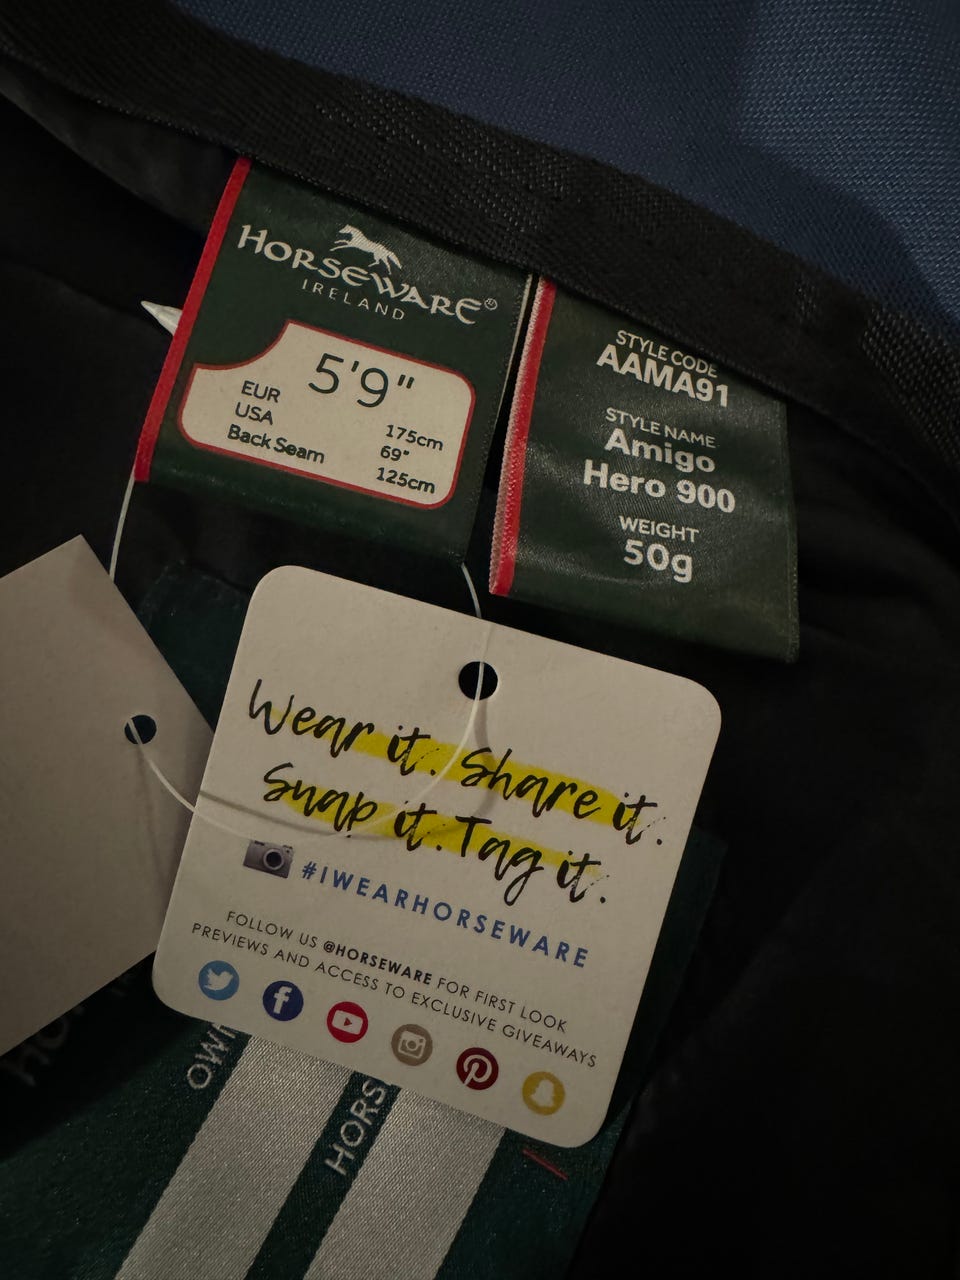 HORSEWARE®
IRELAND
5'9"
EUR 175cm
USA 69"
Back Seam 125cm
STYLE CODE
AAMA91
STYLE NAME
Amigo
Hero 900
WEIGHT
50g
Wear it. Share it.
Snap it. Tag it.
#IWEARHORSEWARE
FOLLOW US @HORSEWARE FOR FIRST LOOK
PREVIEWS AND ACCESS TO EXCLUSIVE GIVEAWAYS